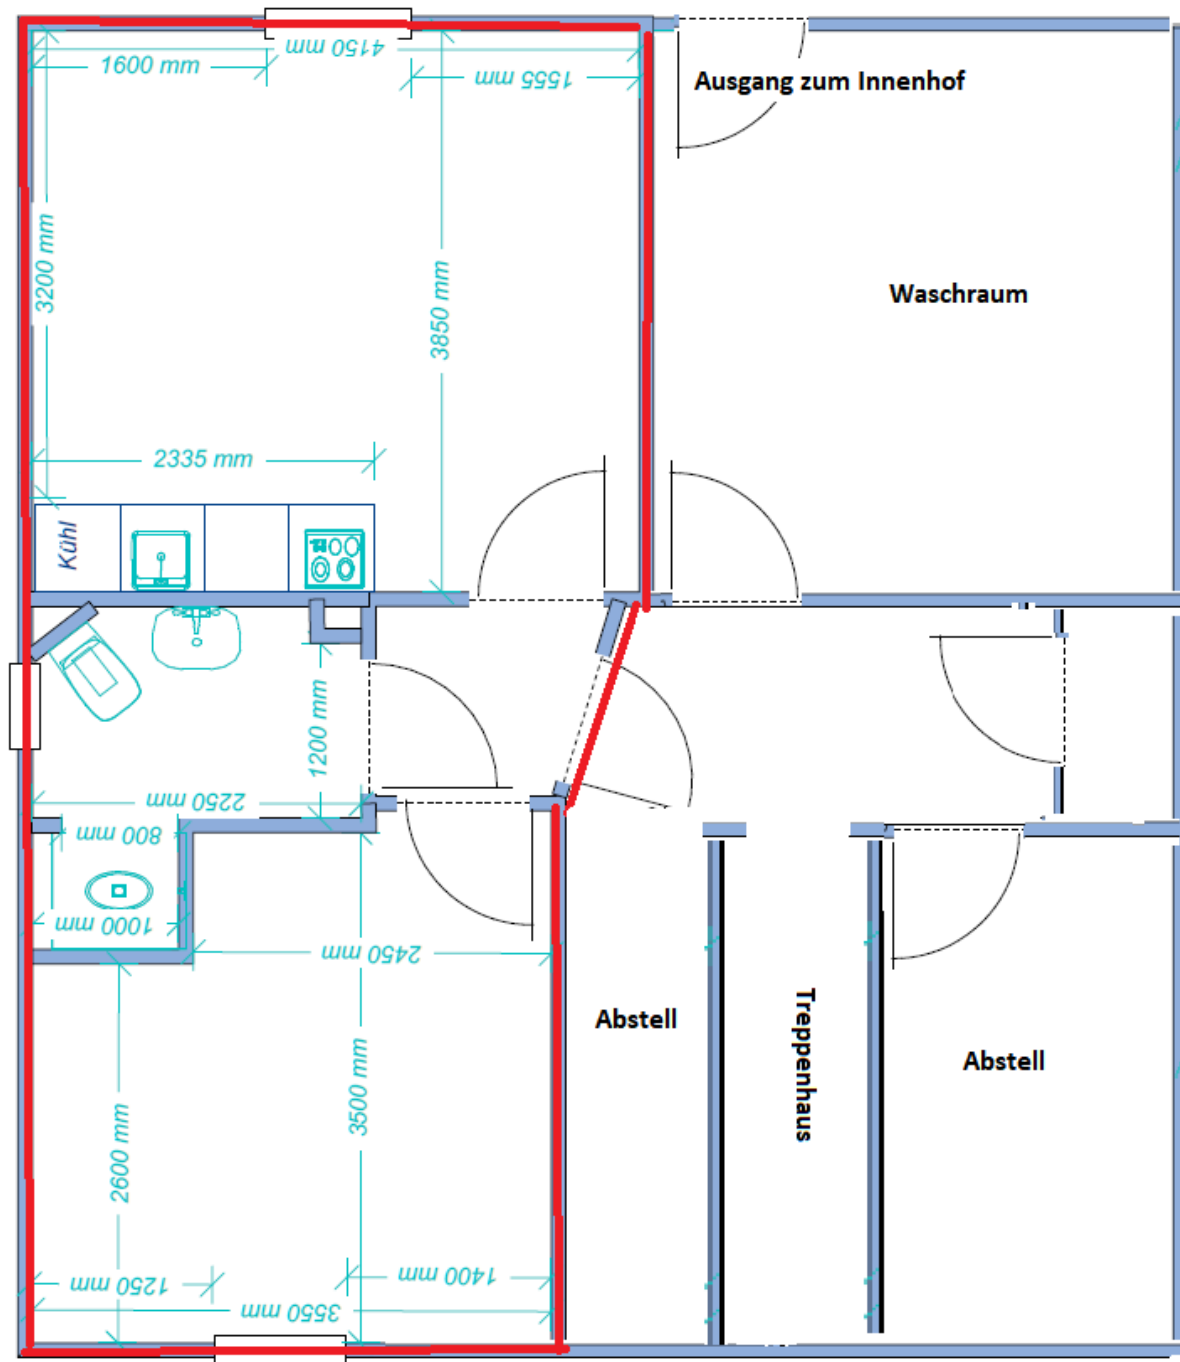 4150 mm
1600 mm
1555 mm
Ausgang zum Innenhof
3200 mm
3850 mm
Waschraum
2335 mm
Kühl
1200 mm
2250 mm
800 mm
1000 mm
2450 mm
Abstell
Treppenhaus
Abstell
3500 mm
2600 mm
1250 mm
1400 mm
3550 mm